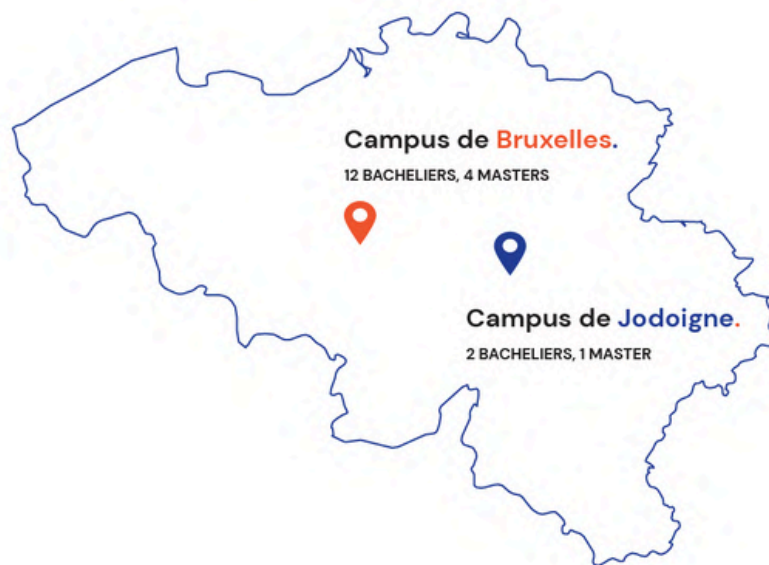 Campus de Bruxelles.
12 BACHELIERS, 4 MASTERS
Campus de Jodoigne.
2 BACHELIERS, 1 MASTER